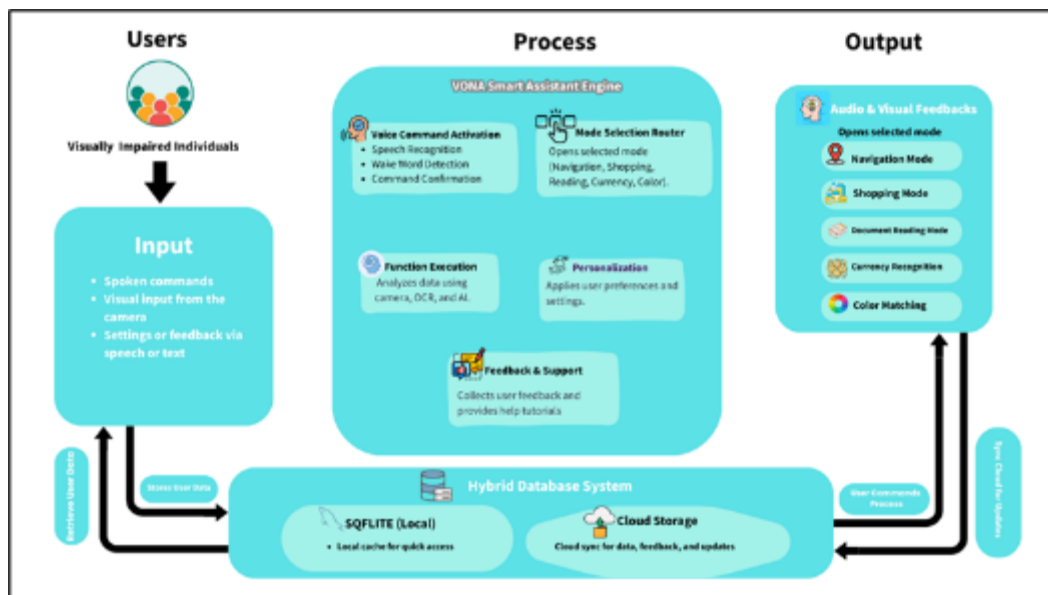 Users
Process
Output
Visually Impaired Individuals
Input
• Spoken commands
• Visual input from the
camera
• Settings or feedback via
speech or text
VONA Smart Assistant Engine
Voice Command Activation
• Speech Recognition
• Wake Word Detection
• Command Confirmation
Mode Selection Router
Opens selected mode
(Navigation, Shopping,
Reading, Currency, Color).
Function Execution
Analyzes data using
camera, OCR, and AI.
Personalization
Applies user preferences and
settings.
Feedback & Support
Collects user feedback and
provides help tutorials
Audio & Visual Feedbacks
Opens selected mode
Navigation Mode
Shopping Mode
Document Reading Mode
Currency Recognition
Color Matching
Retrieve User Data
Stores User Data
Hybrid Database System
SQFLITE (Local)
• Local cache for quick access
Cloud Storage
Cloud sync for data, feedback, and updates
User Commands
Process
Sync Cloud for Updates